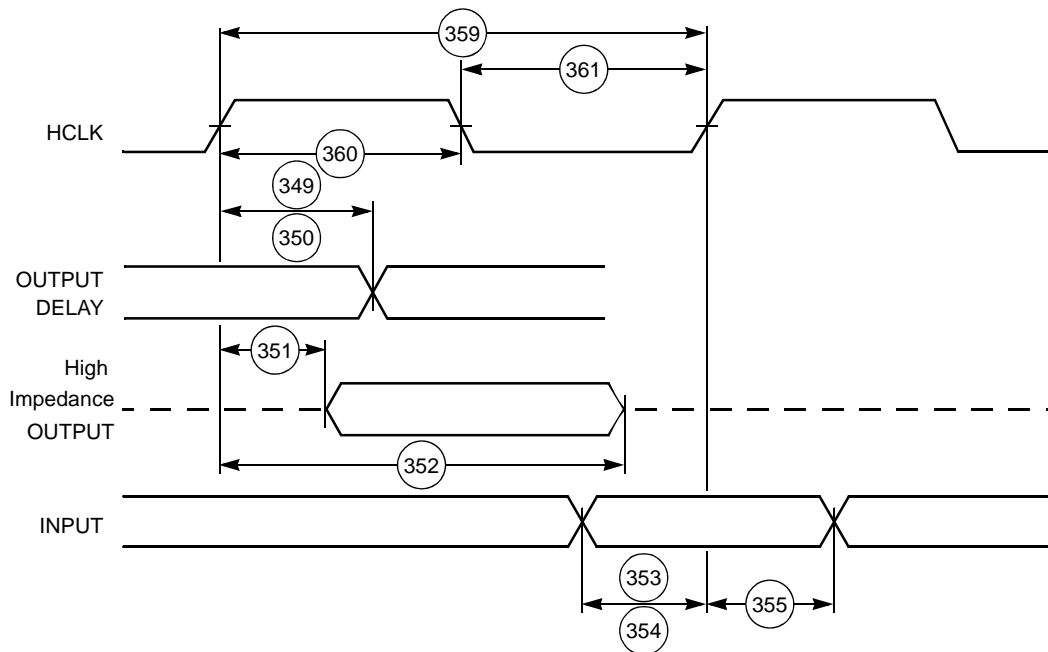 359
361
HCLK
360
349
350
OUTPUT
DELAY
351
High
Impedance
OUTPUT
352
INPUT
353
354
355